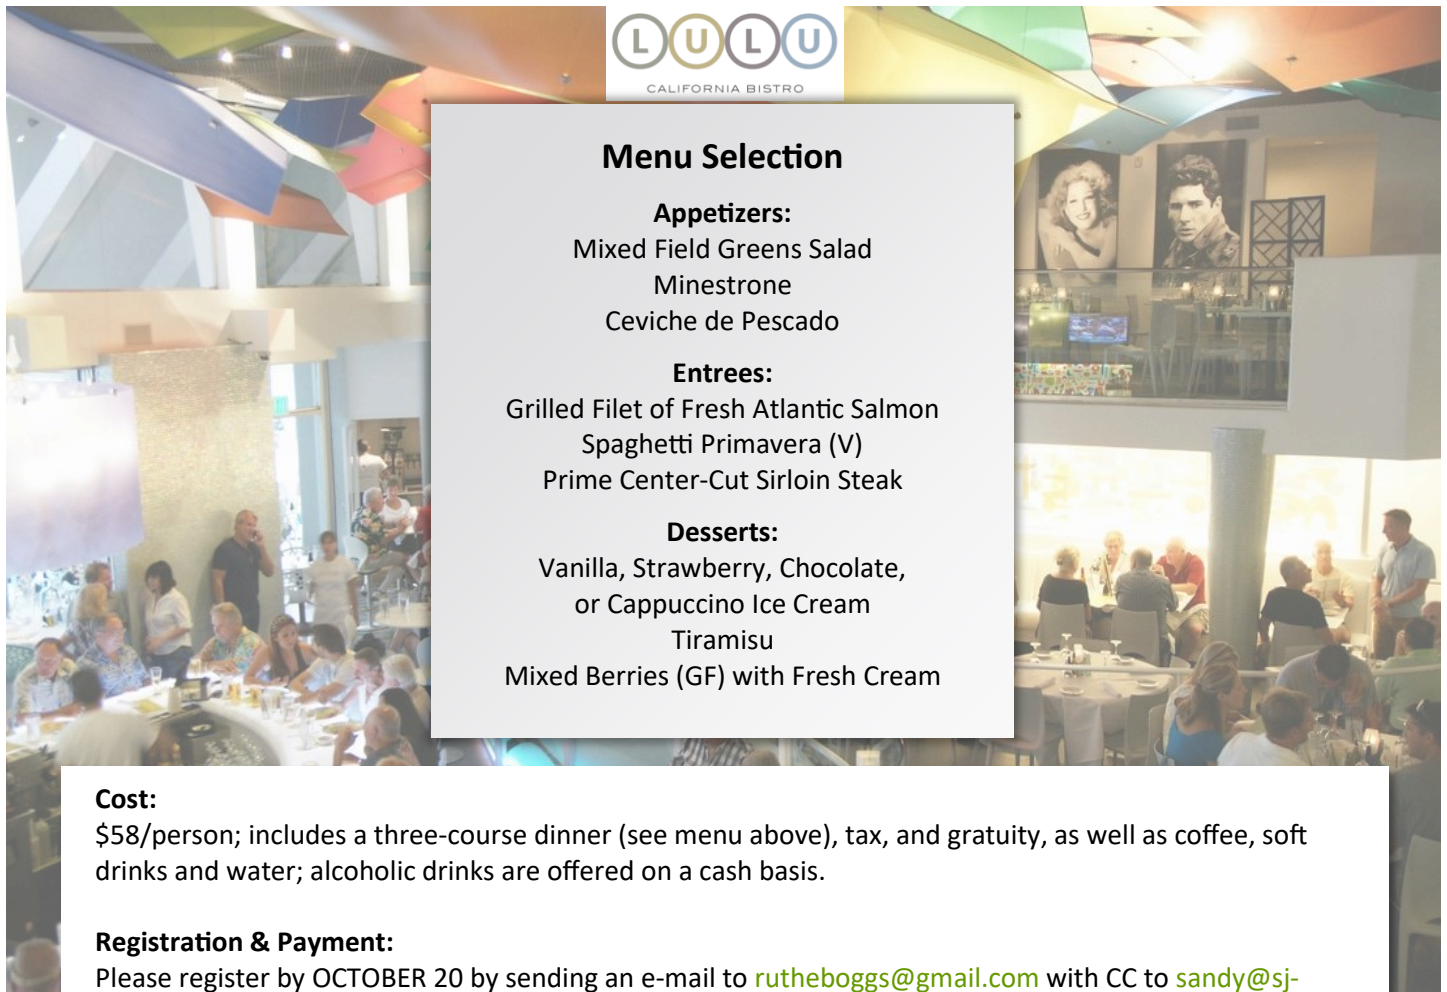 LULU
CALIFORNIA BISTRO
Menu Selection
Appetizers:
Mixed Field Greens Salad
Minestrone
Ceviche de Pescado
Entrees:
Grilled Filet of Fresh Atlantic Salmon
Spaghetti Primavera (V)
Prime Center-Cut Sirloin Steak
Desserts:
Vanilla, Strawberry, Chocolate,
or Cappuccino Ice Cream
Tiramisu
Mixed Berries (GF) with Fresh Cream
Cost:
$58/person; includes a three-course dinner (see menu above), tax, and gratuity, as well as coffee, soft
drinks and water; alcoholic drinks are offered on a cash basis.
Registration & Payment:
Please register by OCTOBER 20 by sending an e-mail to rutheboggs@gmail.com with CC to sandy@sj-